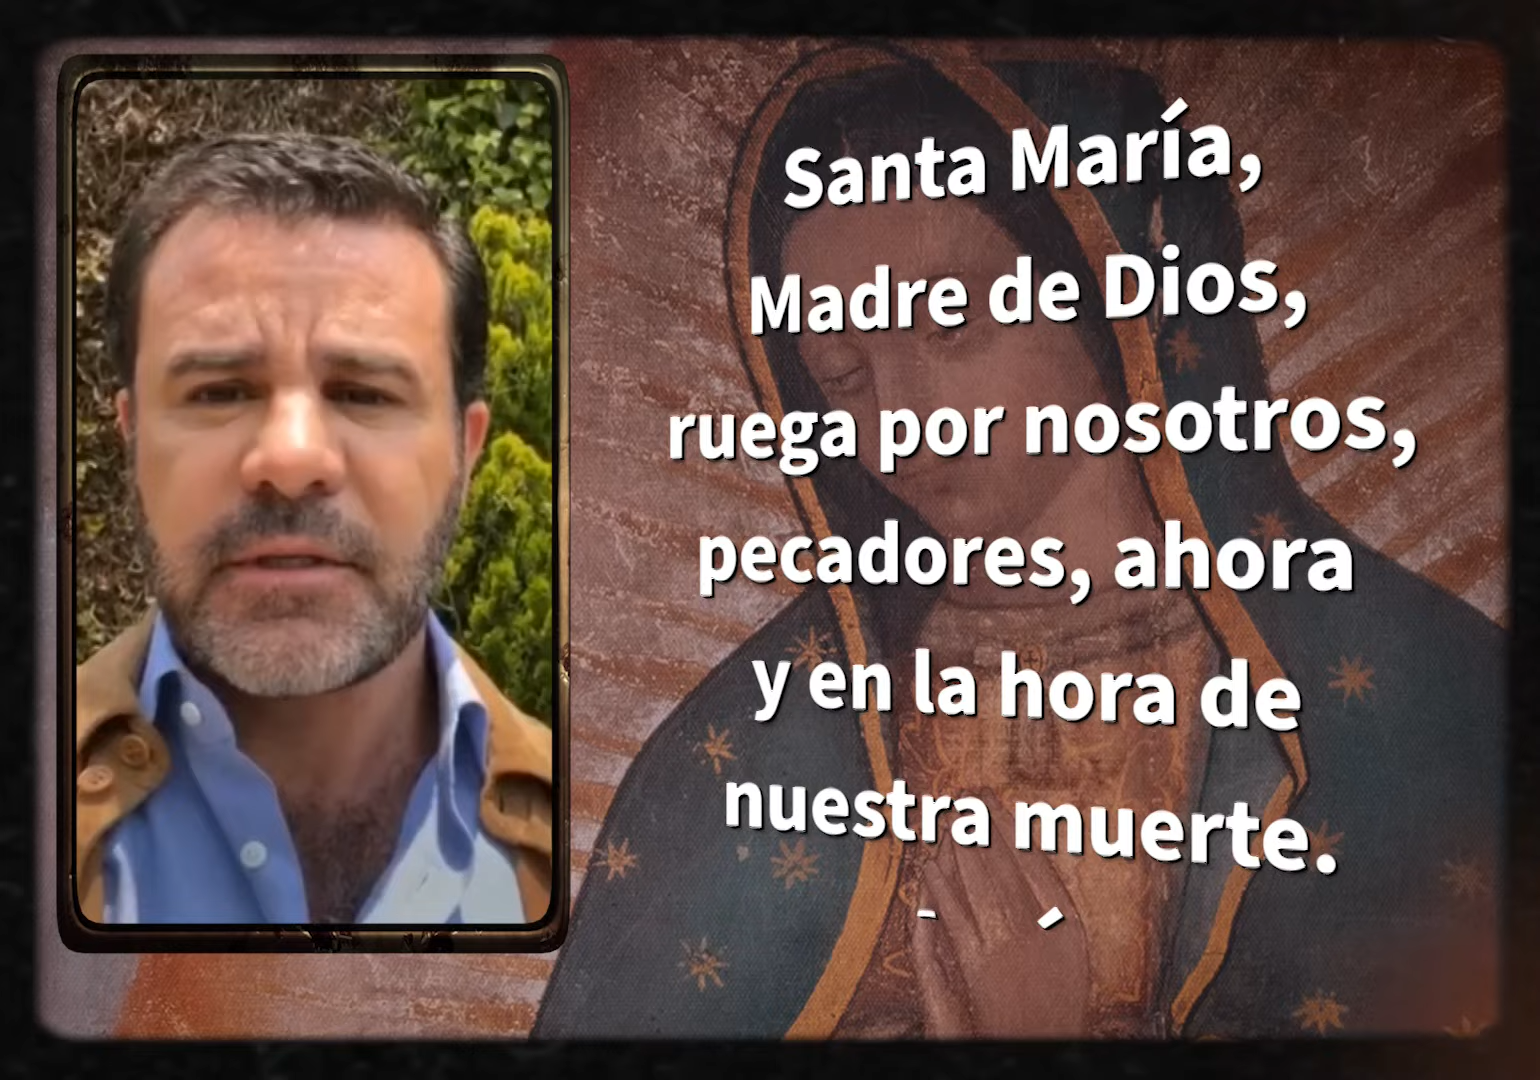 Santa María,
Madre de Dios,
ruega por nosotros,
pecadores, ahora
y en la hora de
nuestra muerte.